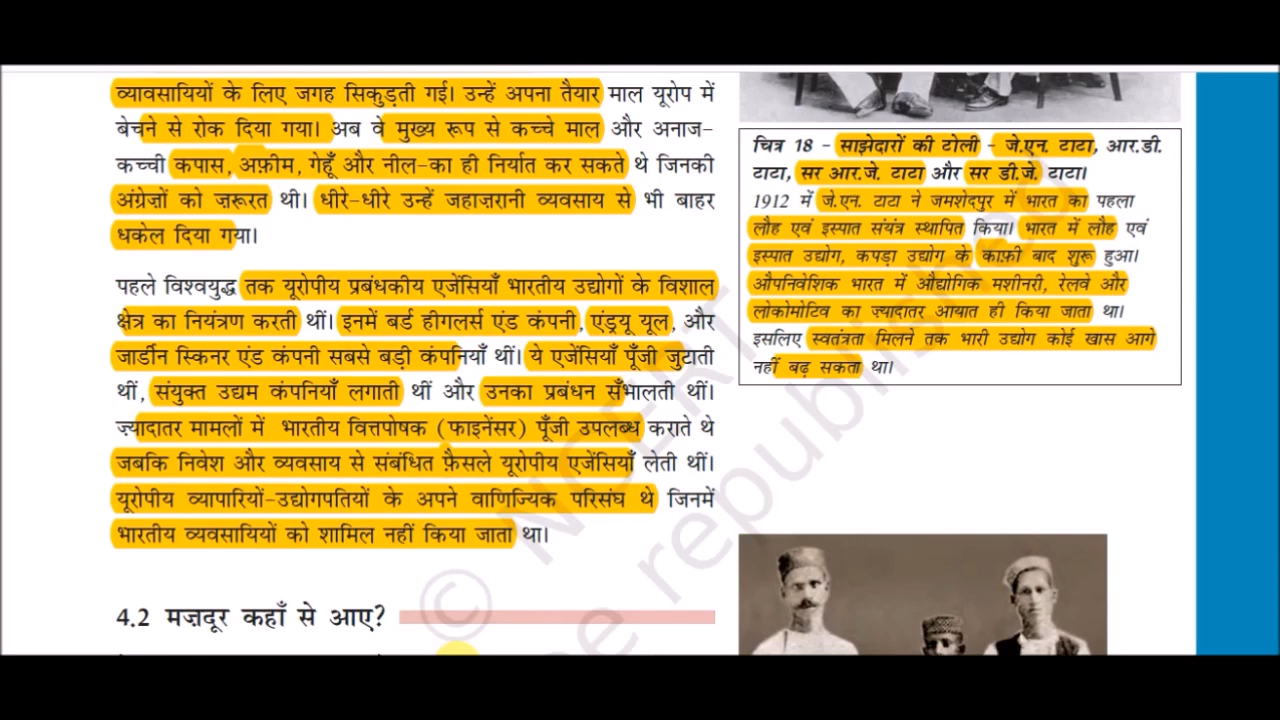 व्यावसायियों के लिए जगह सिकुड़ती गई। उन्हें अपना तैयार माल यूरोप में
बेचने से रोक दिया गया। अब वे मुख्य रूप से कच्चे माल और अनाज–
कच्ची कपास, अफ़ीम, गेहूँ और नील–का ही निर्यात कर सकते थे जिनकी
अंग्रेज़ों को ज़रूरत थी। धीरे-धीरे उन्हें जहाज़रानी व्यवसाय से भी बाहर
धकेल दिया गया।
पहले विश्वयुद्ध तक यूरोपीय प्रबंधकीय एजेंसियाँ भारतीय उद्योगों के विशाल
क्षेत्र का नियंत्रण करती थीं। इनमें बर्ड हीगलर्स एंड कंपनी, एंड्रयू यूल, और
जार्डीन स्किनर एंड कंपनी सबसे बड़ी कंपनियाँ थीं। ये एजेंसियाँ पूँजी जुटाती
थीं, संयुक्त उद्यम कंपनियाँ लगाती थीं और उनका प्रबंधन सँभालती थीं।
ज़्यादातर मामलों में भारतीय वित्तपोषक (फाइनेंसर) पूँजी उपलब्ध कराते थे
जबकि निवेश और व्यवसाय से संबंधित फ़ैसले यूरोपीय एजेंसियाँ लेती थीं।
यूरोपीय व्यापारियों-उद्योगपतियों के अपने वाणिज्यिक परिसंघ थे जिनमें
भारतीय व्यवसायियों को शामिल नहीं किया जाता था।
4.2 मज़दूर कहाँ से आए?
चित्र 18 – साझेदारों की टोली – जे.एन. टाटा, आर.डी.
टाटा, सर आर.जे. टाटा और सर डी.जे. टाटा।
1912 में जे.एन. टाटा ने जमशेदपुर में भारत का पहला
लौह एवं इस्पात संयंत्र स्थापित किया। भारत में लौह एवं
इस्पात उद्योग, कपड़ा उद्योग के काफ़ी बाद शुरू हुआ।
औपनिवेशिक भारत में औद्योगिक मशीनरी, रेलवे और
लोकोमोटिव का ज़्यादातर आयात ही किया जाता था।
इसलिए स्वतंत्रता मिलने तक भारी उद्योग कोई खास आगे
नहीं बढ़ सकता था।
© NCERT
be republished